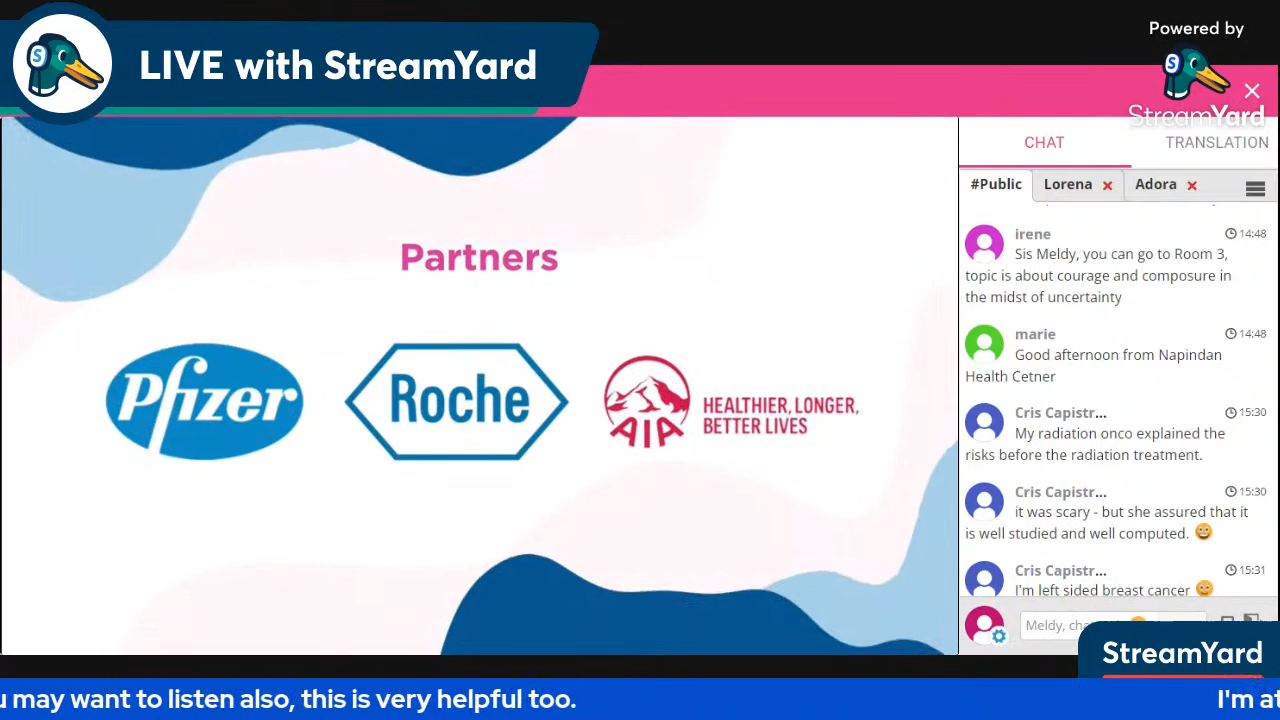 LIVE with StreamYard
Powered by
StreamYard
CHAT
TRANSLATION
#Public
Lorena
Adora
Partners
Pfizer
Roche
AIA
HEALTHIER, LONGER,
BETTER LIVES
irene
14:48
Sis Meldy, you can go to Room 3,
topic is about courage and composure in
the midst of uncertainty
marie
14:48
Good afternoon from Napindan
Health Cetner
Cris Capistr...
15:30
My radiation onco explained the
risks before the radiation treatment.
Cris Capistr...
15:30
it was scary - but she assured that it
is well studied and well computed.
Cris Capistr...
15:31
I'm left sided breast cancer
Meldy,
StreamYard
may want to listen also, this is very helpful too.
I'm